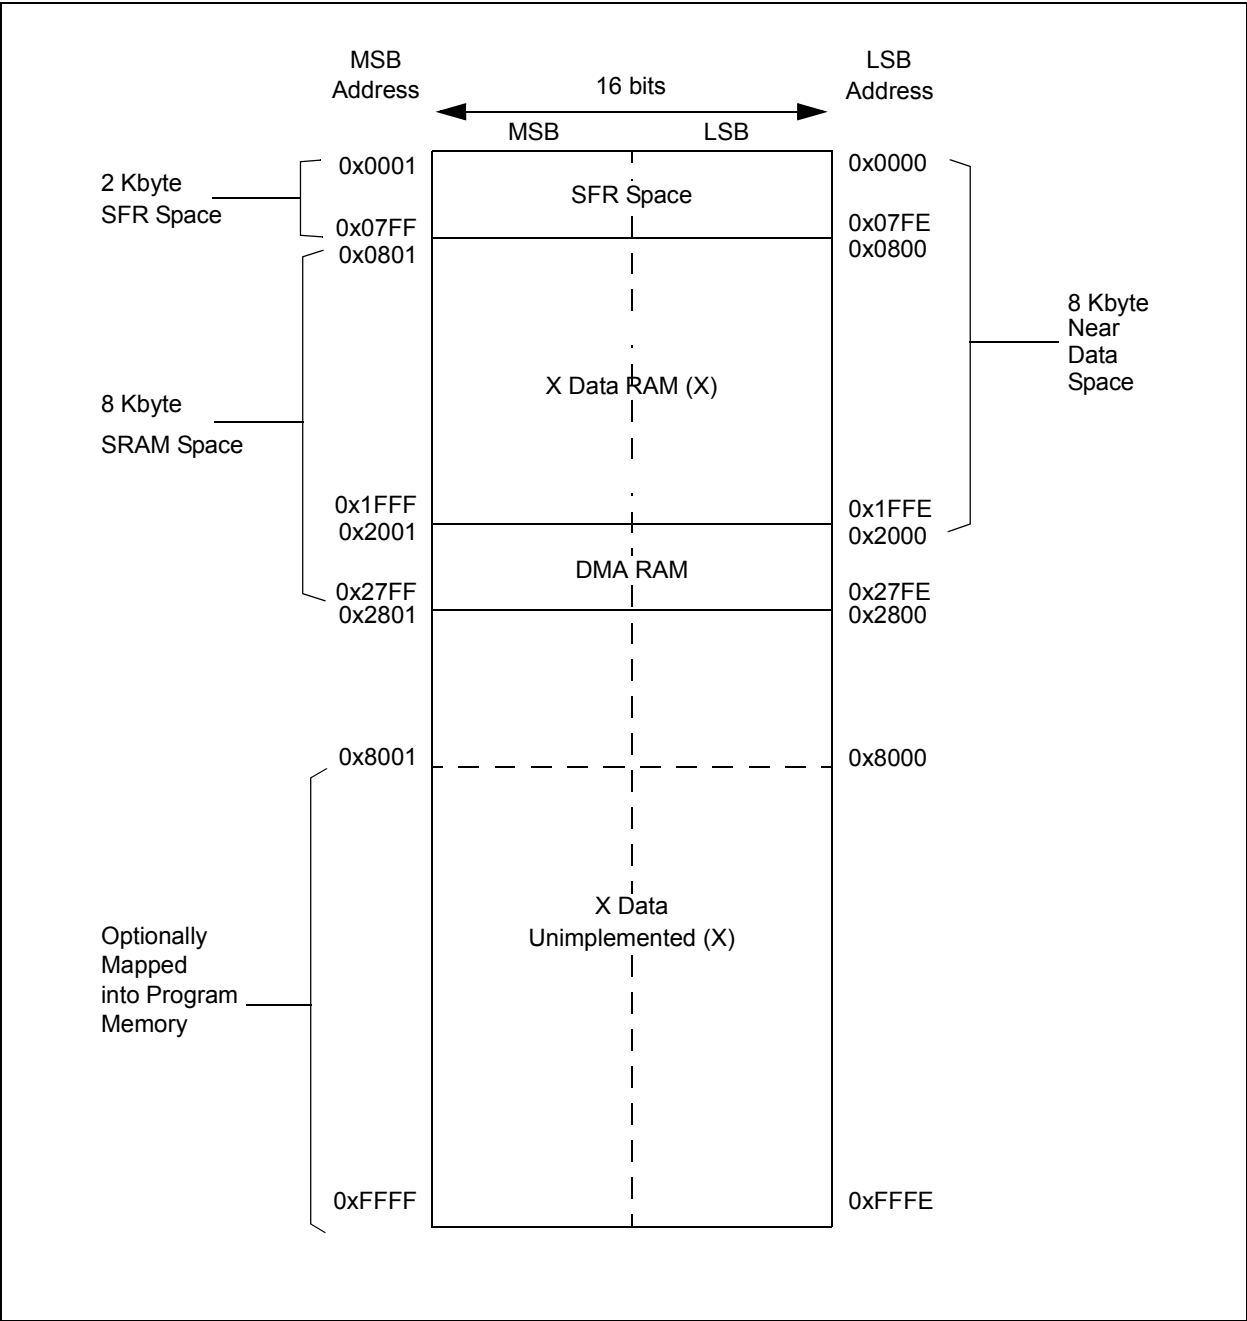 MSB
Address
LSB
Address
16 bits
MSB
LSB
2 Kbyte
SFR Space
0x0001
0x07FF
0x0801
SFR Space
0x0000
0x07FE
0x0800
8 Kbyte
Near
Data
Space
8 Kbyte
SRAM Space
X Data RAM (X)
0x1FFF
0x2001
0x1FFE
0x2000
DMA RAM
0x27FF
0x2801
0x27FE
0x2800
0x8001
0x8000
Optionally
Mapped
into Program
Memory
X Data
Unimplemented (X)
0xFFFF
0xFFFE